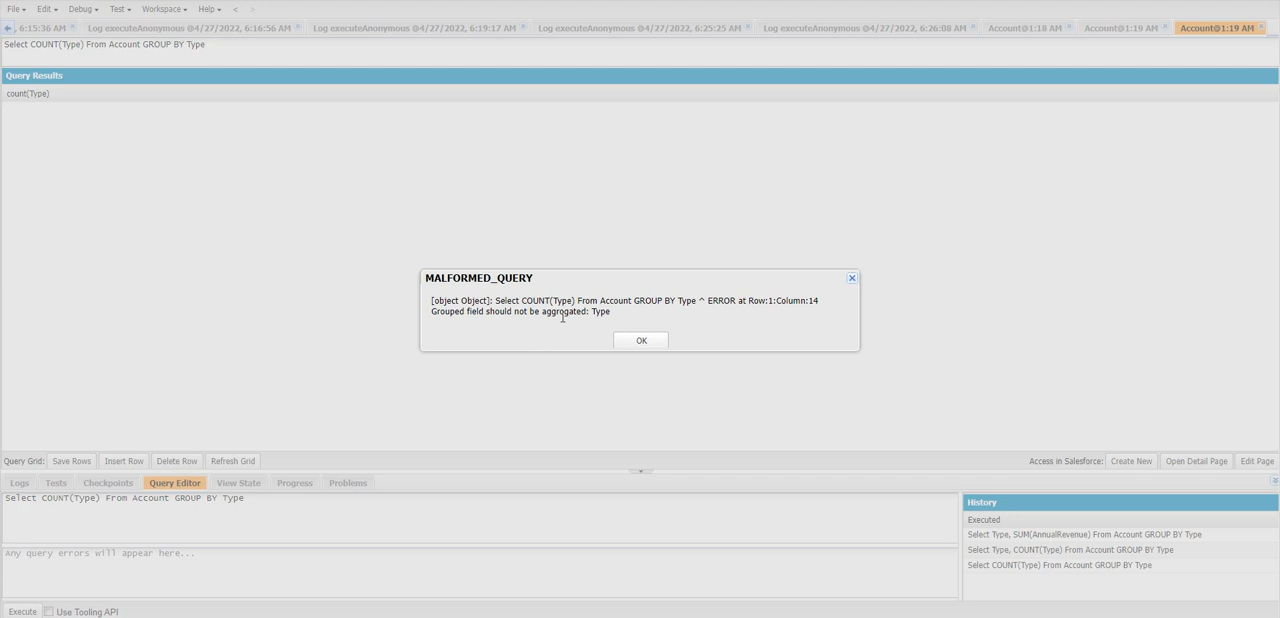 File Edit Debug Test Workspace Help < >
, 6:15:36 AM Log executeAnonymous @4/27/2022, 6:16:56 AM Log executeAnonymous @4/27/2022, 6:19:17 AM Log executeAnonymous @4/27/2022, 6:25:25 AM Log executeAnonymous @4/27/2022, 6:26:08 AM Account@1:18 AM Account@1:19 AM Account@1:19 AM
Select COUNT(Type) From Account GROUP BY Type
Query Results
count(Type)
MALFORMED_QUERY
[object Object]: Select COUNT(Type) From Account GROUP BY Type ^ ERROR at Row:1:Column:14
Grouped field should not be aggregated: Type
OK
Query Grid: Save Rows Insert Row Delete Row Refresh Grid Access in Salesforce: Create New Open Detail Page Edit Page
Logs Tests Checkpoints Query Editor View State Progress Problems
Select COUNT(Type) From Account GROUP BY Type
Any query errors will appear here...
History
Executed
Select Type, SUM(AnnualRevenue) From Account GROUP BY Type
Select Type, COUNT(Type) From Account GROUP BY Type
Select COUNT(Type) From Account GROUP BY Type
Execute Use Tooling API